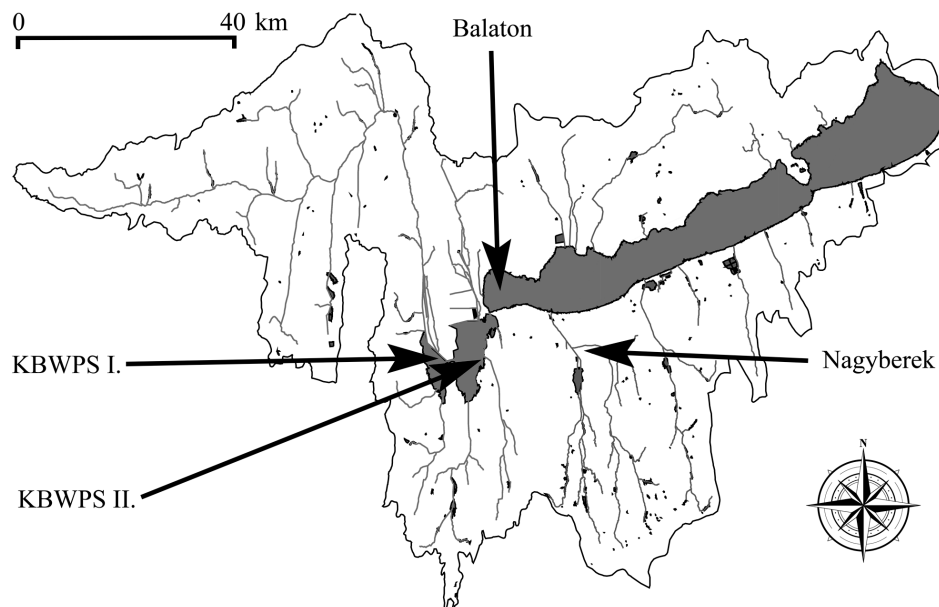 0 40 km
Balaton
KBWPS I.
Nagyberek
KBWPS II.
N